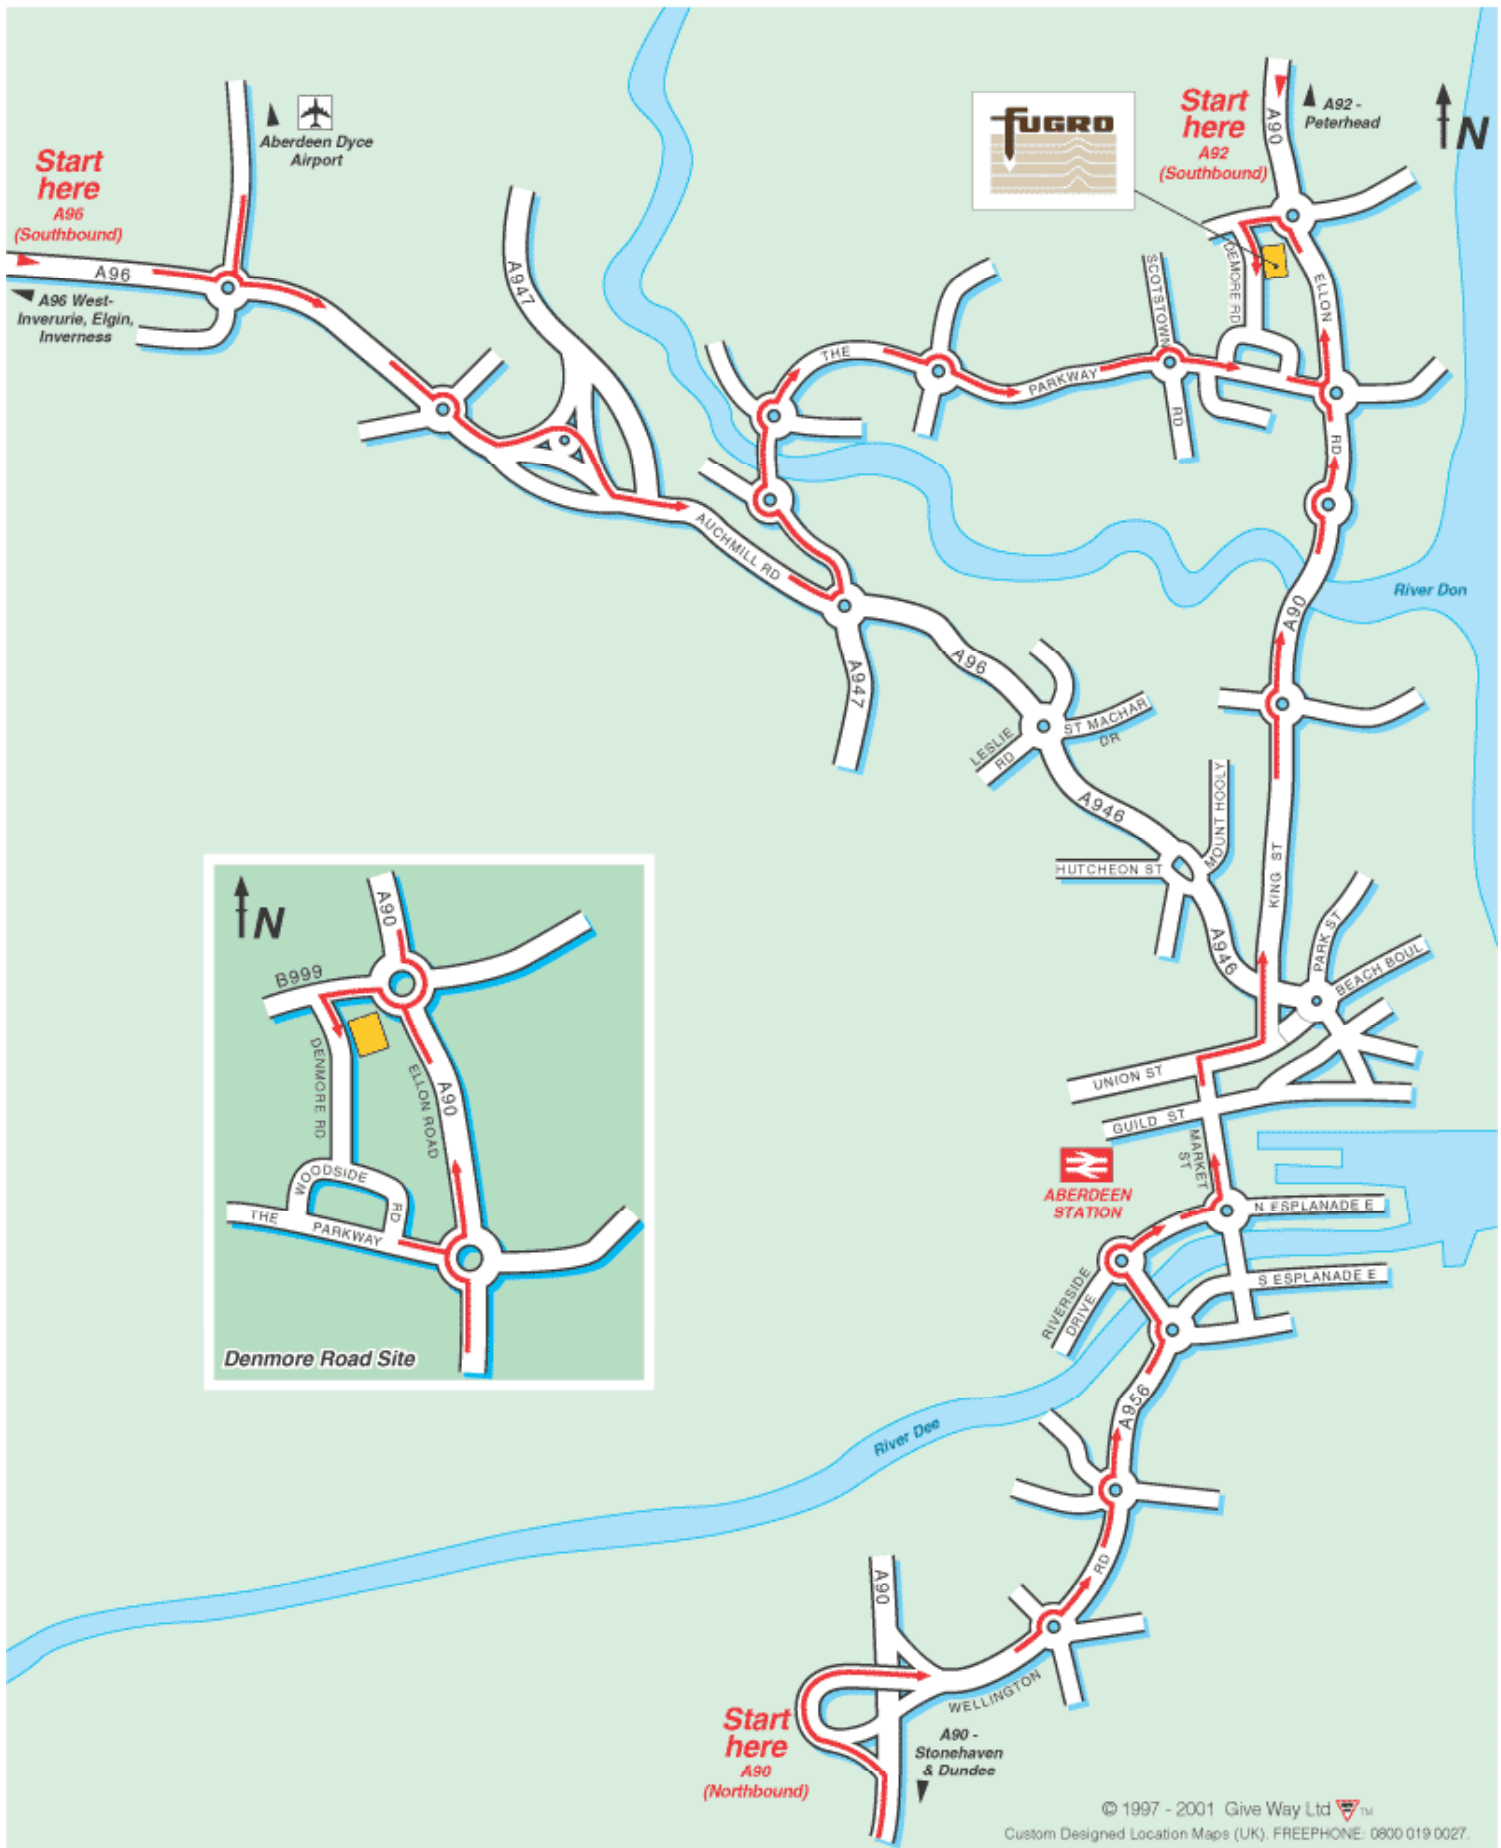 Start
here
A96
(Southbound)
Aberdeen Dyce
Airport
A96
A96 West-
Inverurie, Elgin,
Inverness
A947
FUGRO
Start
here
A92
(Southbound)
A90
A92 -
Peterhead
N
SCOTSTOWN
RD
DEMORE RD
ELLON
RD
THE
PARKWAY
AUCHMILL RD
River Don
A90
A96
A947
LESLIE
RD
ST MACHAR
DR
A946
MOUNT HOOLY
HUTCHEON ST
KING ST
A946
PARK ST
BEACH BOUL
UNION ST
GUILD ST
MARKET
ST
ABERDEEN
STATION
N ESPLANADE E
S ESPLANADE E
RIVERSIDE
DRIVE
A956
River Dee
RD
A90
WELLINGTON
Start
here
A90
(Northbound)
A90 -
Stonehaven
& Dundee
N
A90
B999
DENMORE RD
ELLON ROAD
A90
WOODSIDE
RD
THE
PARKWAY
Denmore Road Site
© 1997 - 2001 Give Way Ltd TM
Custom Designed Location Maps (UK). FREEPHONE: 0800 019 0027.